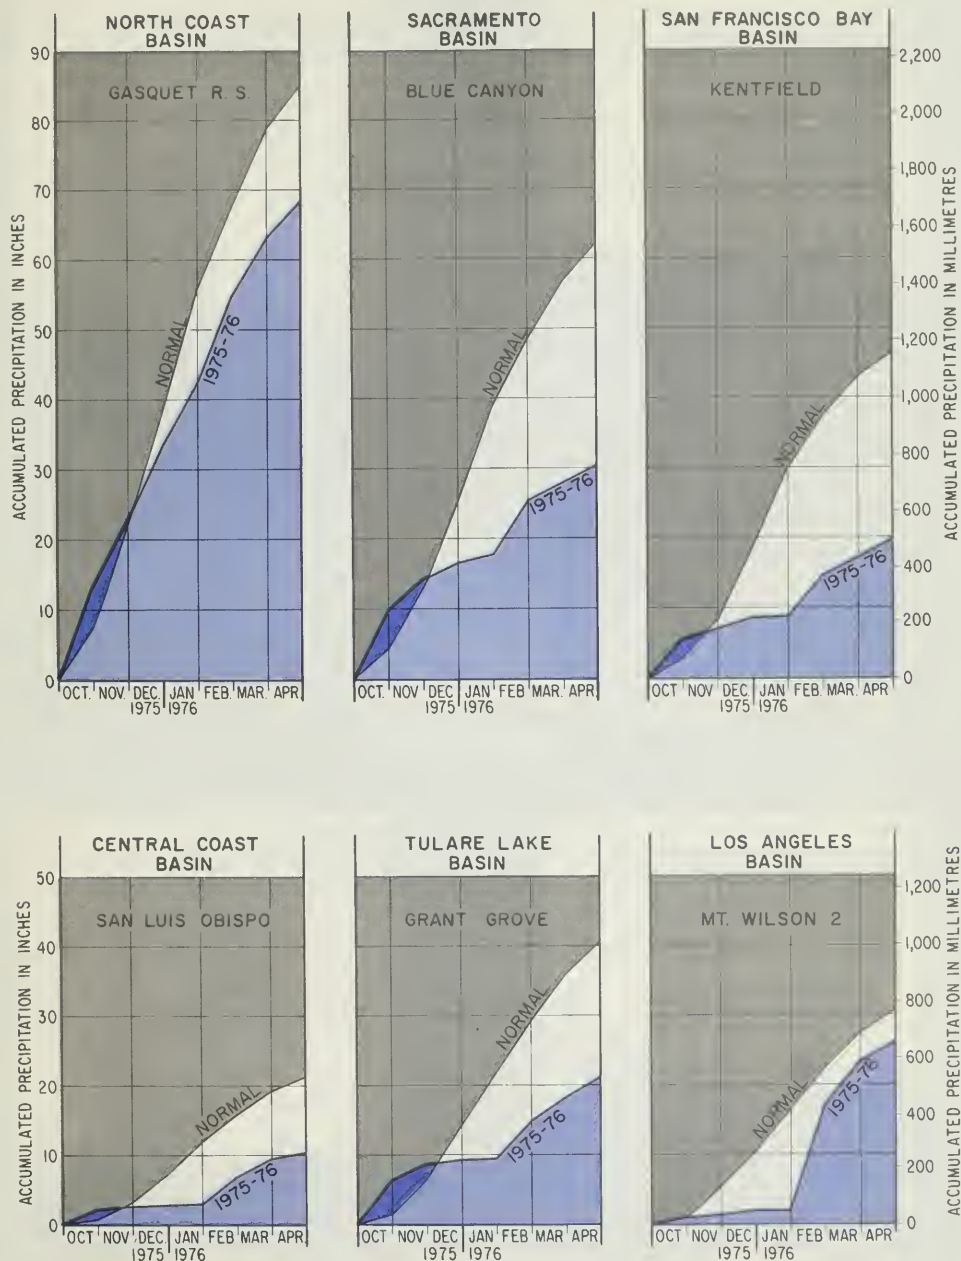 NORTH COAST
BASIN
SACRAMENTO
BASIN
SAN FRANCISCO BAY
BASIN
ACCUMULATED PRECIPITATION IN INCHES
90
80
70
60
50
40
30
20
10
0
GASQUET R. S.
NORMAL
1975-76
OCT. NOV. DEC. JAN FEB. MAR. APR.
1975 1976
BLUE CANYON
NORMAL
1975-76
OCT. NOV DEC JAN FEB MAR. APR.
1975 1976
KENTFIELD
NORMAL
1975-76
OCT NOV DEC. JAN FEB. MAR. APR.
1975 1976
2,200
2,000
1,800
1,600
1,400
1,200
1,000
800
600
400
200
0
ACCUMULATED PRECIPITATION IN MILLIMETRES
CENTRAL COAST
BASIN
TULARE LAKE
BASIN
LOS ANGELES
BASIN
ACCUMULATED PRECIPITATION IN INCHES
50
40
30
20
10
0
SAN LUIS OBISPO
NORMAL
1975-76
OCT NOV DEC. JAN FEB MAR. APR.
1975 1976
GRANT GROVE
NORMAL
1975-76
OCT. NOV. DEC JAN FEB. MAR. APR.
1975 1976
MT. WILSON 2
NORMAL
1975-76
OCT NOV DEC JAN FEB. MAR. APR.
1975 1976
1,200
1,000
800
600
400
200
0
ACCUMULATED PRECIPITATION IN MILLIMETRES